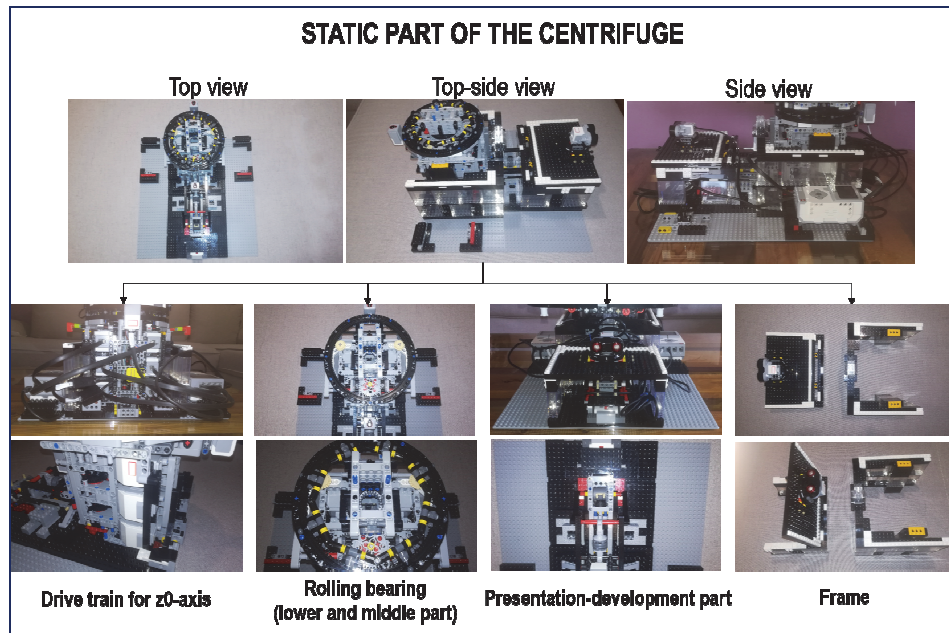 STATIC PART OF THE CENTRIFUGE
Top view
Top-side view
Side view
Drive train for z0-axis
Rolling bearing
(lower and middle part)
Presentation-development part
Frame